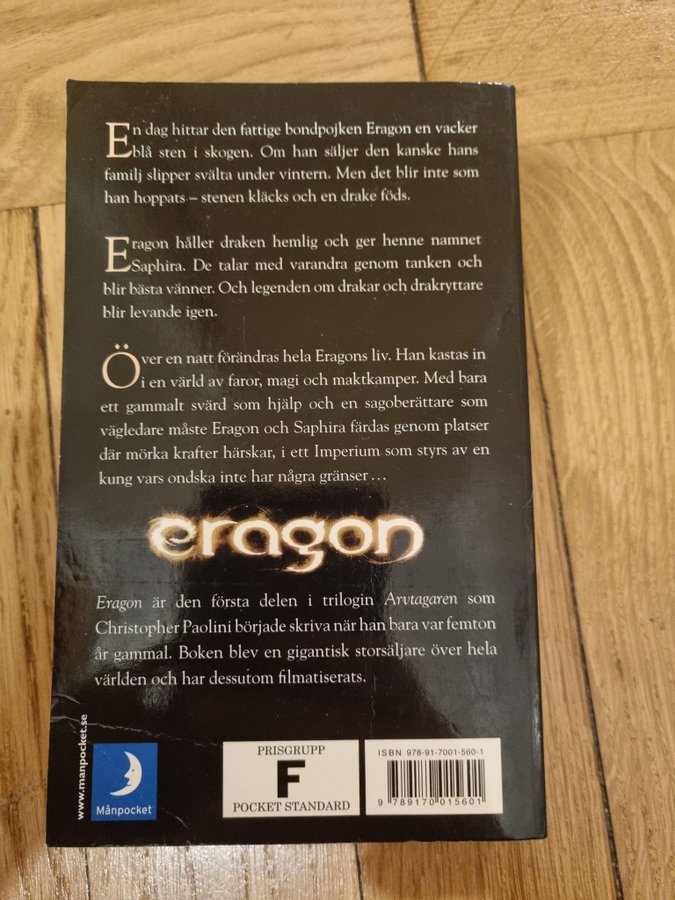 En dag hittar den fattige bondpojken Eragon en vacker
blå sten i skogen. Om han säljer den kanske hans
familj slipper svälta under vintern. Men det blir inte som
han hoppats – stenen kläcks och en drake föds.
Eragon håller draken hemlig och ger henne namnet
Saphira. De talar med varandra genom tanken och
blir bästa vänner. Och legenden om drakar och drakryttare
blir levande igen.
Över en natt förändras hela Eragons liv. Han kastas in
i en värld av faror, magi och maktkamper. Med bara
ett gammalt svärd som hjälp och en sagoberättare som
vägledare måste Eragon och Saphira färdas genom platser
där mörka krafter härskar, i ett Imperium som styrs av en
kung vars ondska inte har några gränser…
eragon
Eragon är den första delen i trilogin Arvtagaren som
Christopher Paolini började skriva när han bara var femton
år gammal. Boken blev en gigantisk storsäljare över hela
världen och har dessutom filmatiserats.
www.manpocket.se
Månpocket
PRISGRUPP
F
POCKET STANDARD
ISBN 978-91-7001-560-1
9 789170 015601